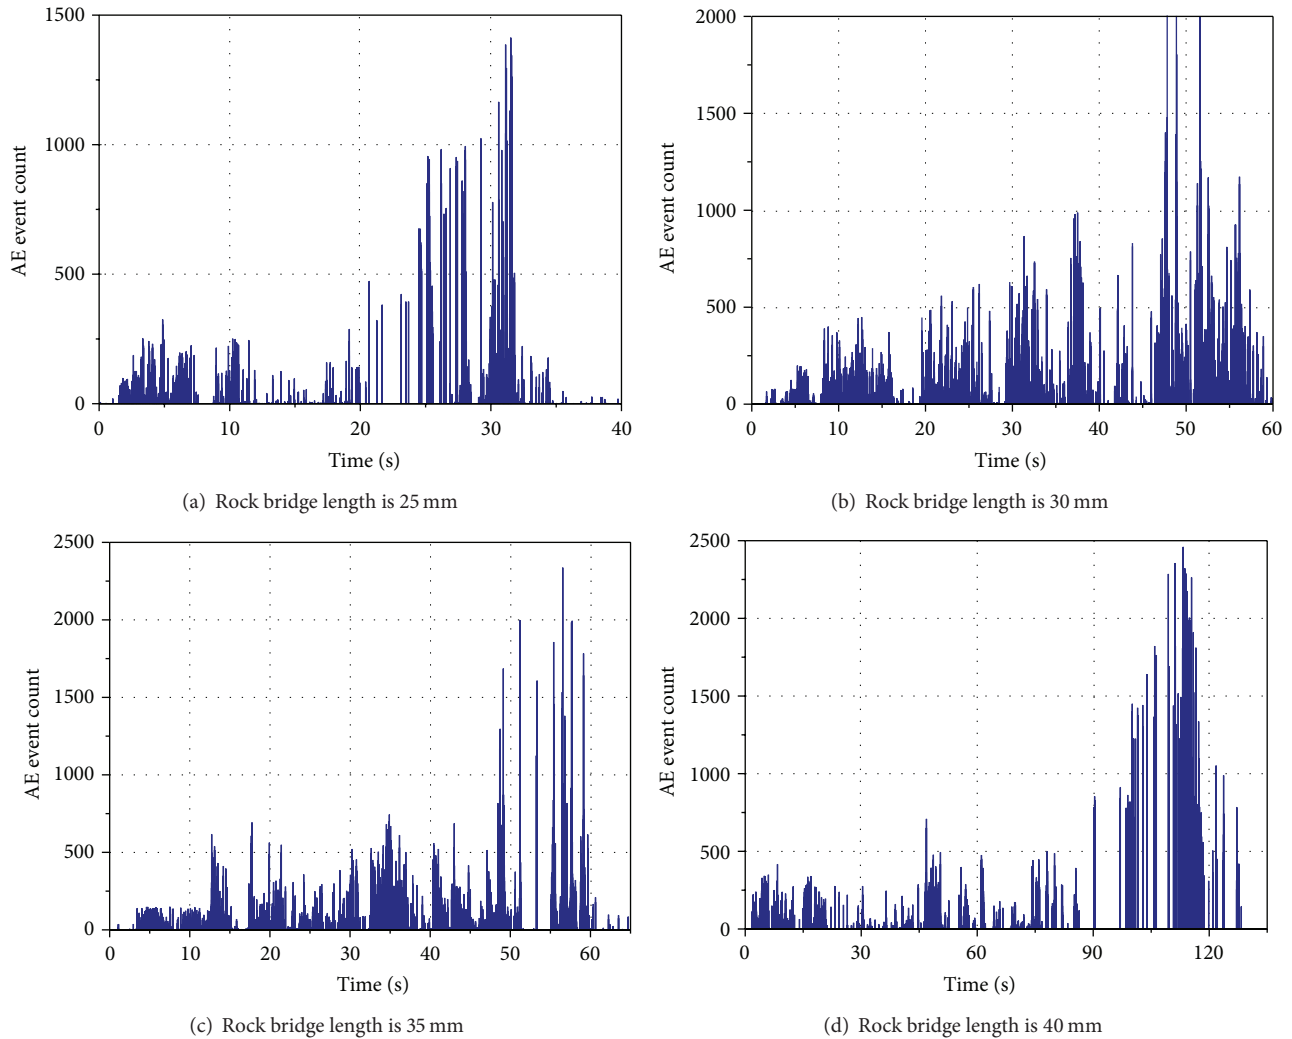 1500
1000
500
0
AE event count
0 10 20 30 40
Time (s)
(a) Rock bridge length is 25 mm
2000
1500
1000
500
0
AE event count
0 10 20 30 40 50 60
Time (s)
(b) Rock bridge length is 30 mm
2500
2000
1500
1000
500
0
AE event count
0 10 20 30 40 50 60
Time (s)
(c) Rock bridge length is 35 mm
2500
2000
1500
1000
500
0
AE event count
0 30 60 90 120
Time (s)
(d) Rock bridge length is 40 mm